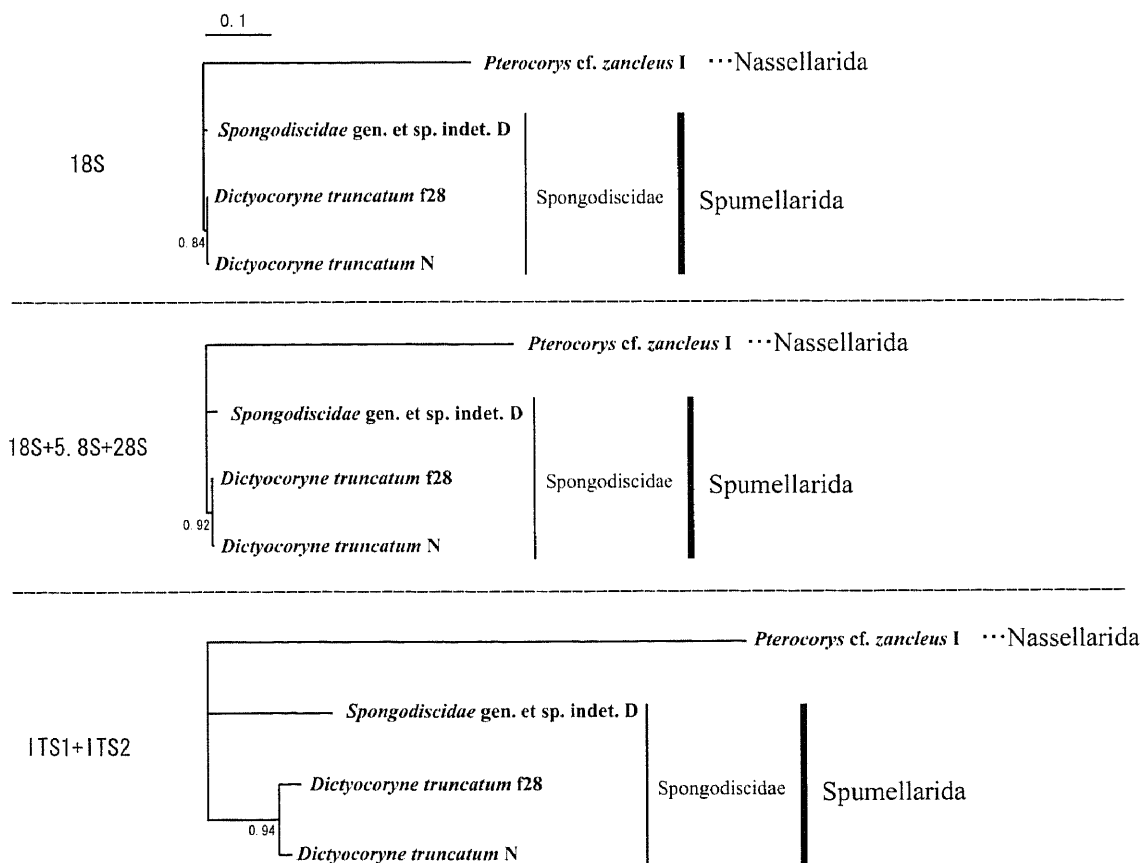 0.1
Pterocorys cf. zancleus I ···Nassellarida
Spongodiscidae gen. et sp. indet. D
18S
Dictyocoryne truncatum f28
Spongodiscidae
Spumellarida
0.84
Dictyocoryne truncatum N
Pterocorys cf. zancleus I ···Nassellarida
Spongodiscidae gen. et sp. indet. D
18S+5.8S+28S
Dictyocoryne truncatum f28
Spongodiscidae
Spumellarida
0.92
Dictyocoryne truncatum N
Pterocorys cf. zancleus I ···Nassellarida
Spongodiscidae gen. et sp. indet. D
ITS1+ITS2
Dictyocoryne truncatum f28
Spongodiscidae
Spumellarida
0.94
Dictyocoryne truncatum N